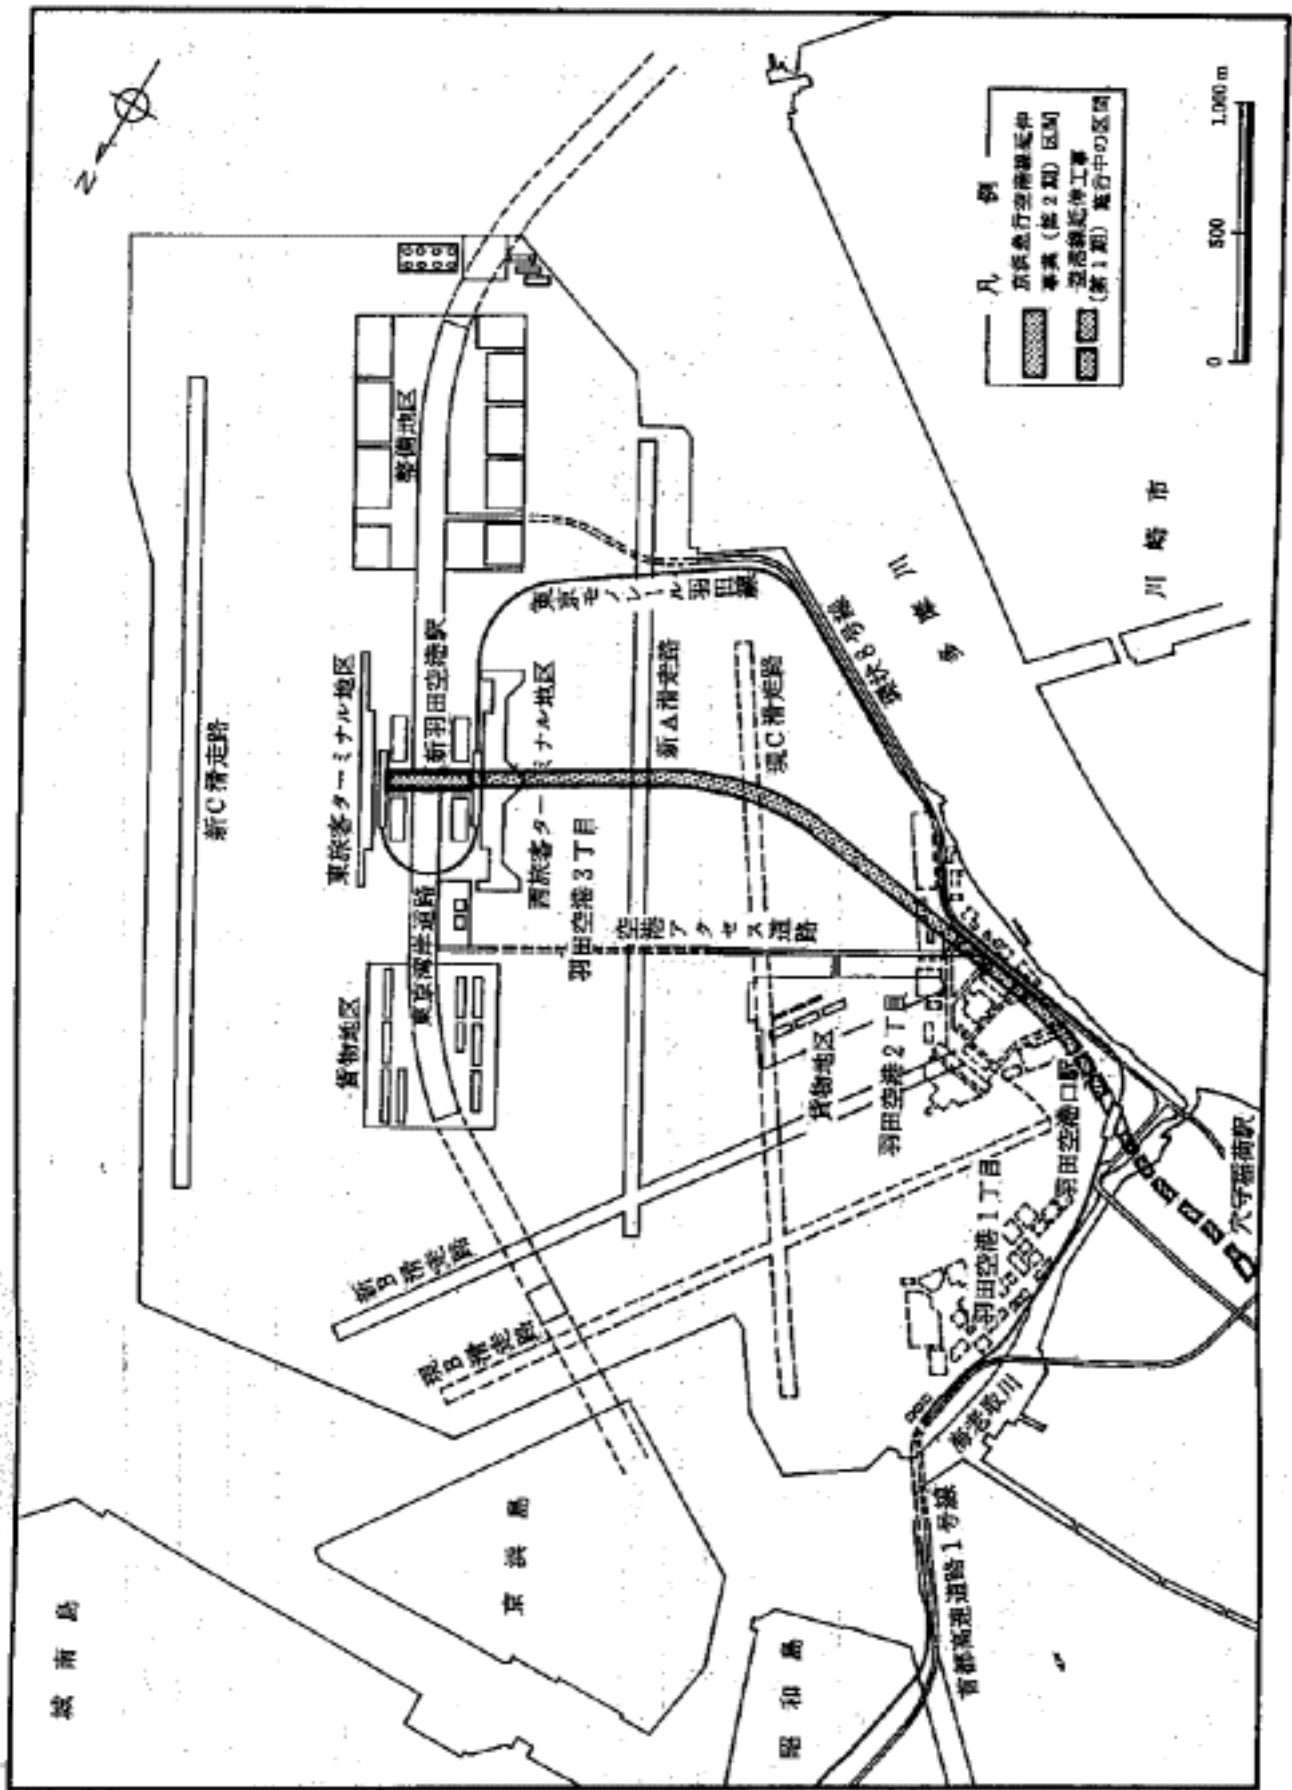 凡例
京浜急行空港線延伸
事業（第2期）区間
空港線延伸工事
（第1期）施行中の区間
0 500 1,000 m
N
城南島
京浜島
昭和島
新C滑走路
東旅客ターミナル地区
新羽田空港駅
西旅客ターミナル地区
整備地区
東京モノレール羽田線
新A滑走路
現C滑走路
環状8号線
多摩川
川崎市
貨物地区
東京湾岸道路
羽田空港3丁目
空港アクセス道路
貨物地区
羽田空港2丁目
新B滑走路
現B滑走路
羽田空港1丁目
羽田空港口駅
穴守稲荷駅
海老取川
首都高速道路1号線